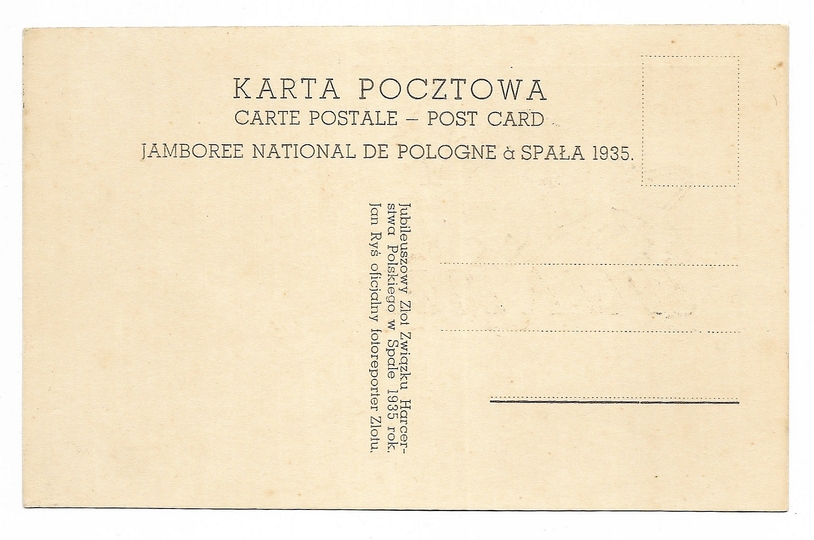 KARTA POCZTOWA
CARTE POSTALE – POST CARD
JAMBOREE NATIONAL DE POLOGNE à SPAŁA 1935.
Jubileuszowy Zlot Związku Harcer-
stwa Polskiego w Spale 1935 rok.
Jan Ryś oficjalny fotoreporter Zlotu.